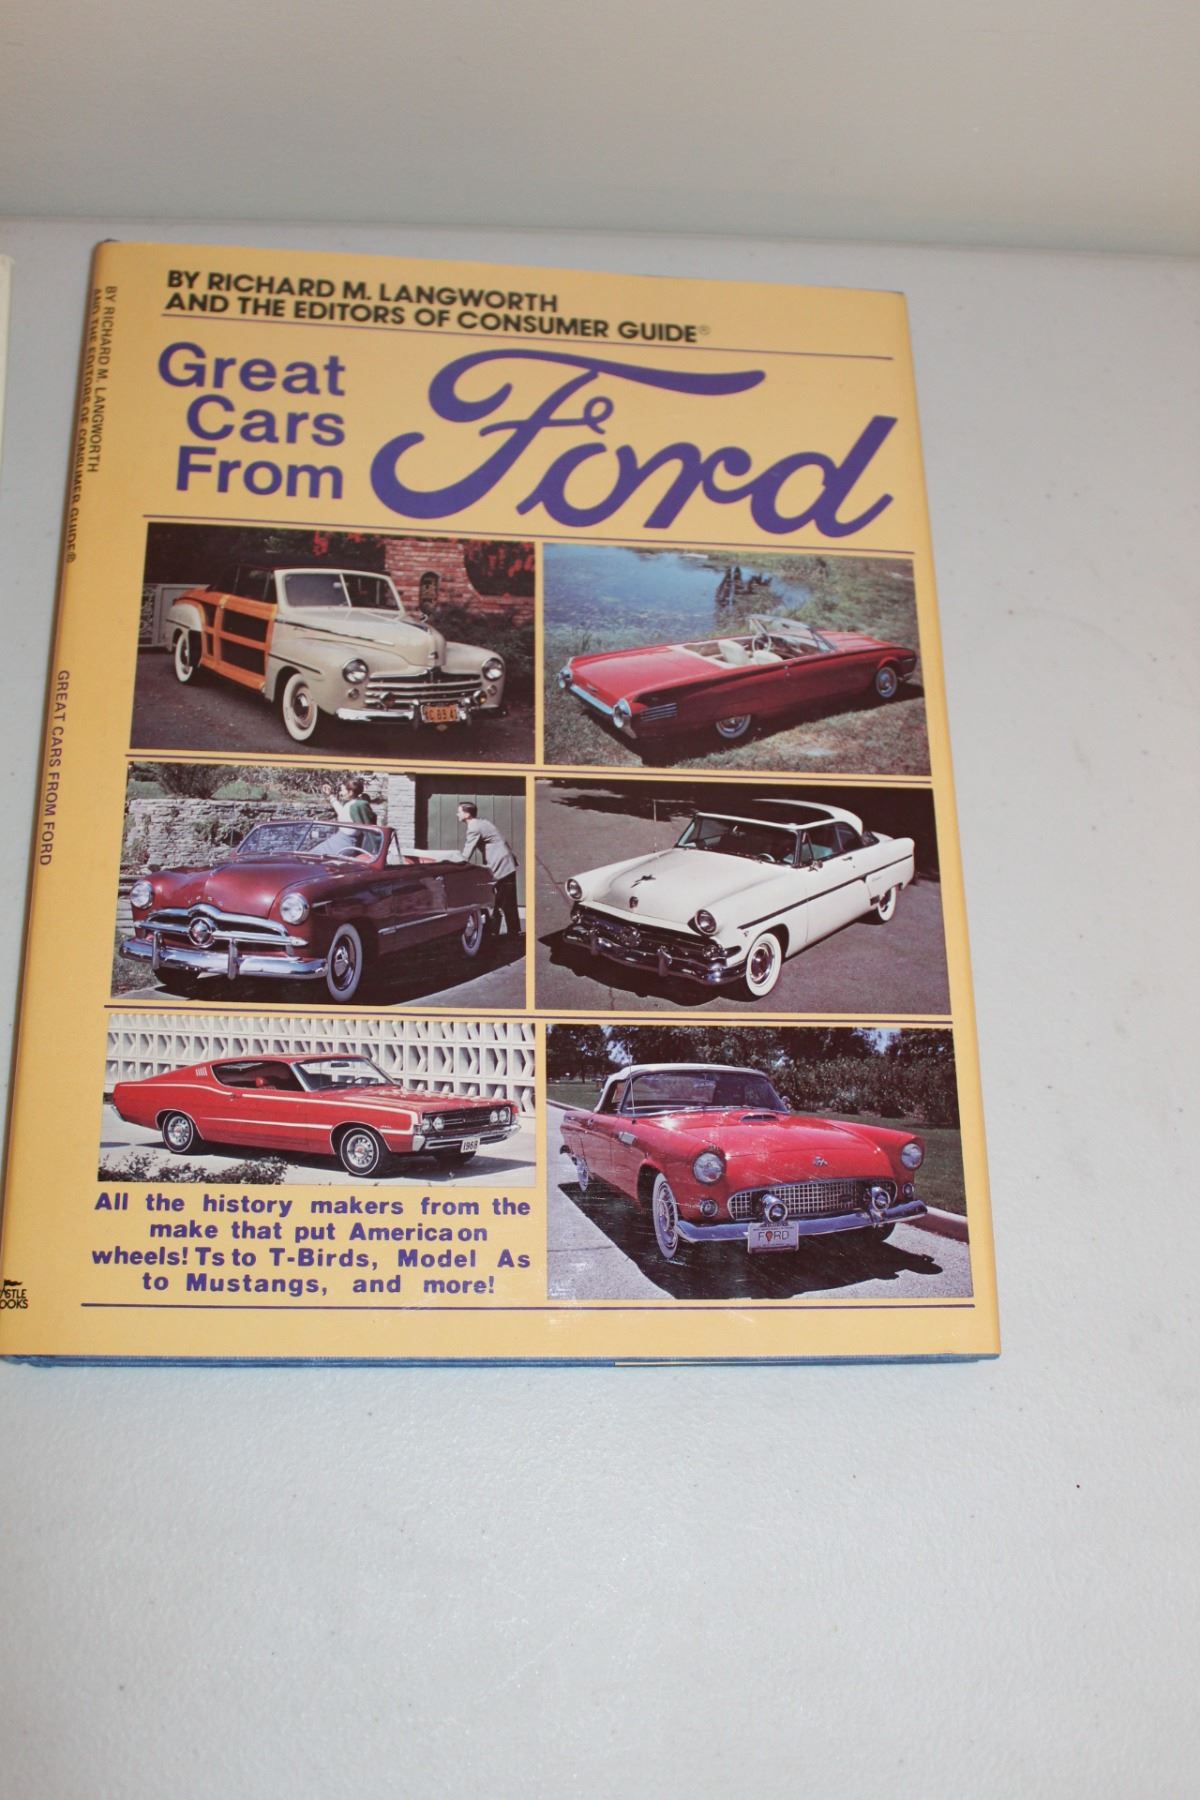 BY RICHARD M. LANGWORTH
AND THE EDITORS OF CONSUMER GUIDE®
Great
Cars
From
Ford
1968
FORD
All the history makers from the
make that put America on
wheels! Ts to T-Birds, Model As
to Mustangs, and more!
BY RICHARD M. LANGWORTH
AND THE EDITORS OF CONSUMER GUIDE®
GREAT CARS FROM FORD